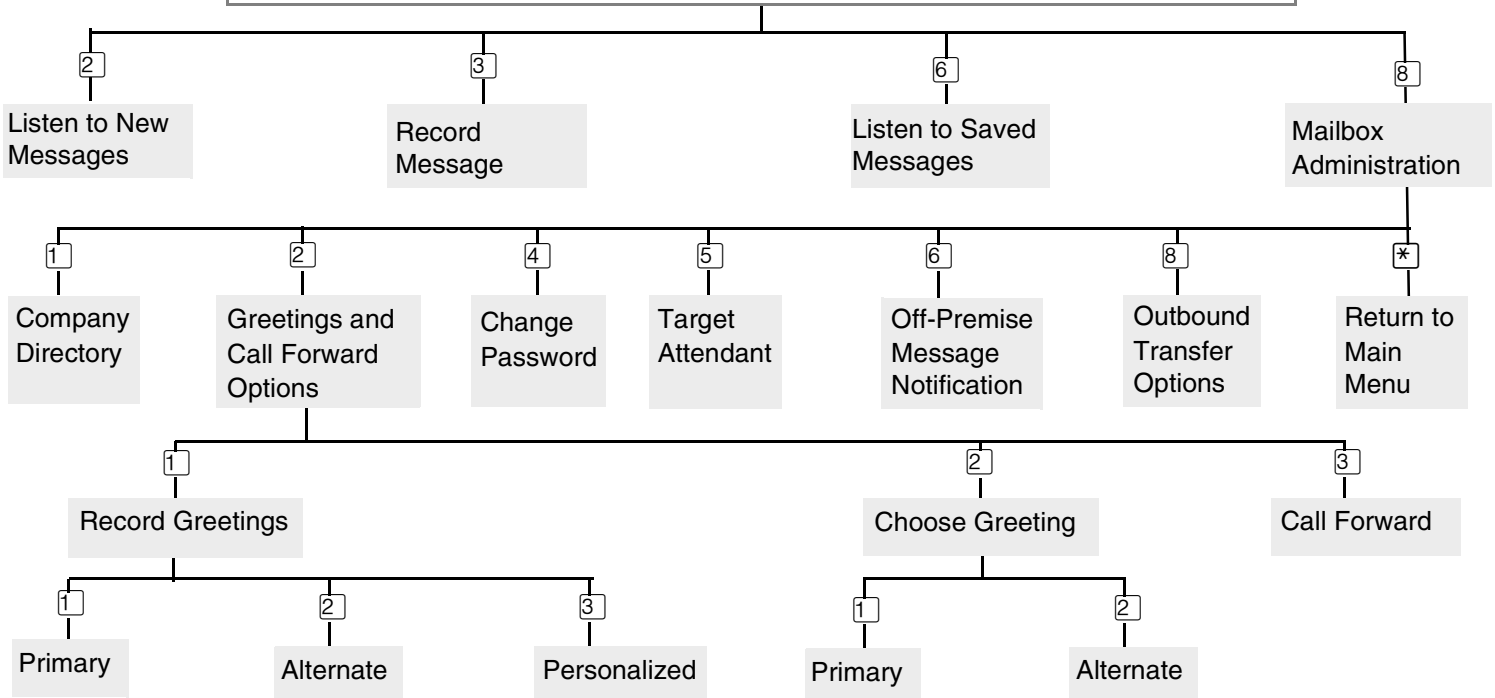 2
3
6
8
Listen to New
Messages
Record
Message
Listen to Saved
Messages
Mailbox
Administration
1
2
4
5
6
8
*
Company
Directory
Greetings and
Call Forward
Options
Change
Password
Target
Attendant
Off-Premise
Message
Notification
Outbound
Transfer
Options
Return to
Main
Menu
1
2
3
Record Greetings
Choose Greeting
Call Forward
1
2
3
1
2
Primary
Alternate
Personalized
Primary
Alternate